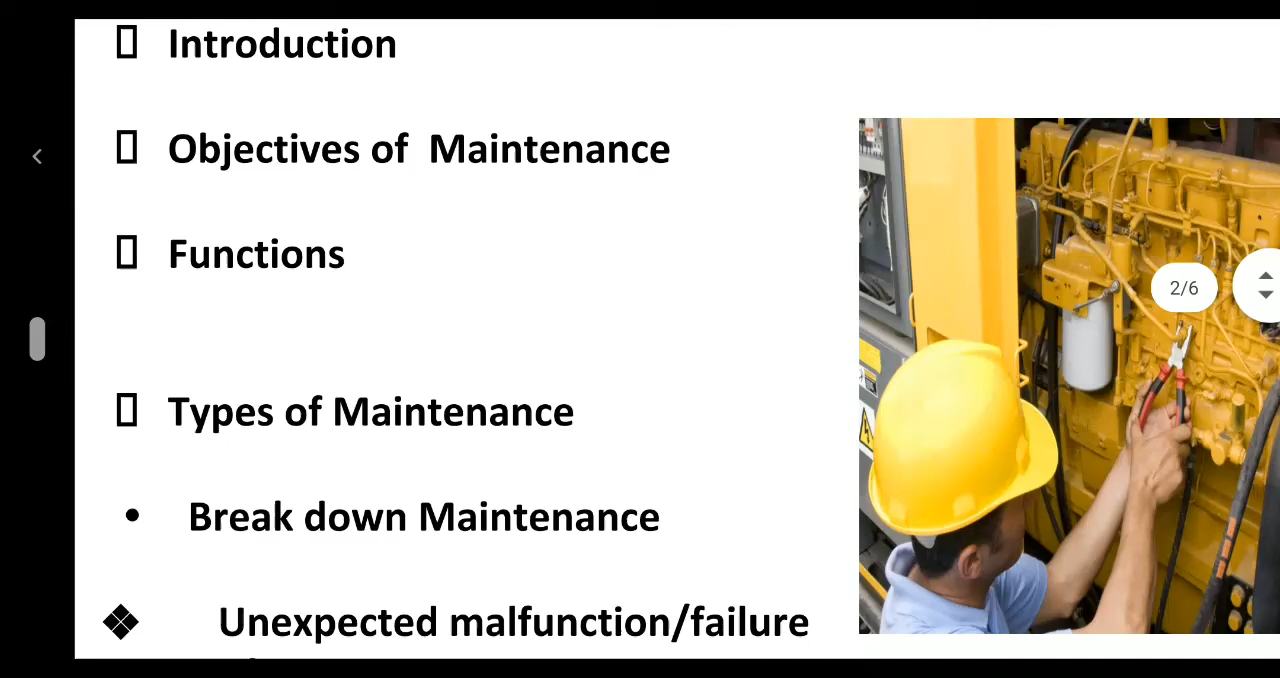 Introduction
Objectives of Maintenance
Functions
2/6
Types of Maintenance
• Break down Maintenance
❖ Unexpected malfunction/failure